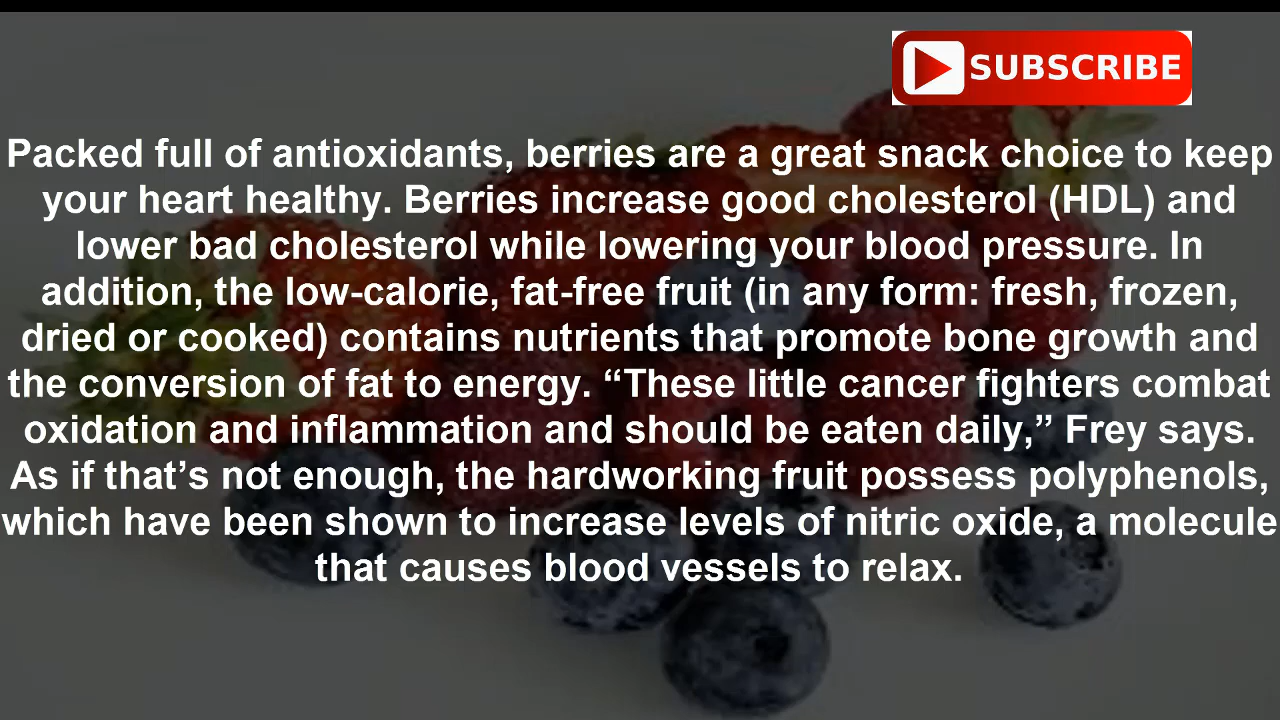 SUBSCRIBE
Packed full of antioxidants, berries are a great snack choice to keep
your heart healthy. Berries increase good cholesterol (HDL) and
lower bad cholesterol while lowering your blood pressure. In
addition, the low-calorie, fat-free fruit (in any form: fresh, frozen,
dried or cooked) contains nutrients that promote bone growth and
the conversion of fat to energy. “These little cancer fighters combat
oxidation and inflammation and should be eaten daily,” Frey says.
As if that’s not enough, the hardworking fruit possess polyphenols,
which have been shown to increase levels of nitric oxide, a molecule
that causes blood vessels to relax.